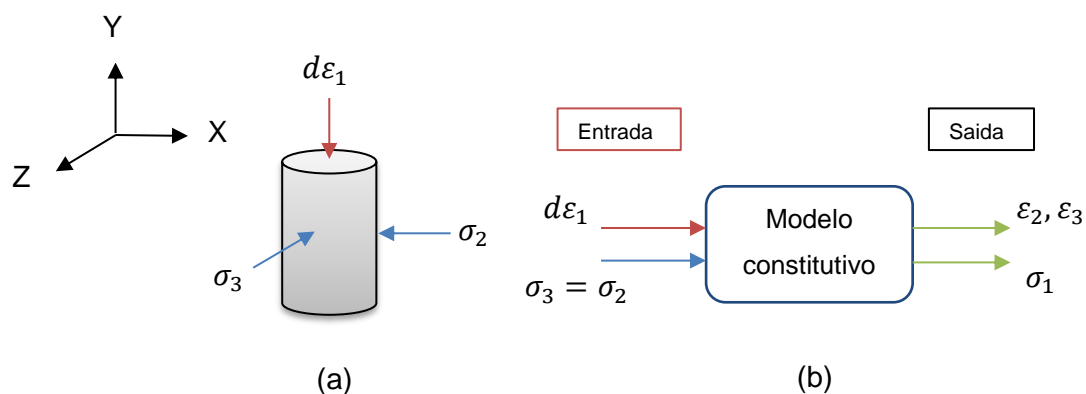 Y
X
Z
dε₁
σ₂
σ₃
(a)
Entrada
Saida
dε₁
σ₃ = σ₂
Modelo
constitutivo
ε₂, ε₃
σ₁
(b)